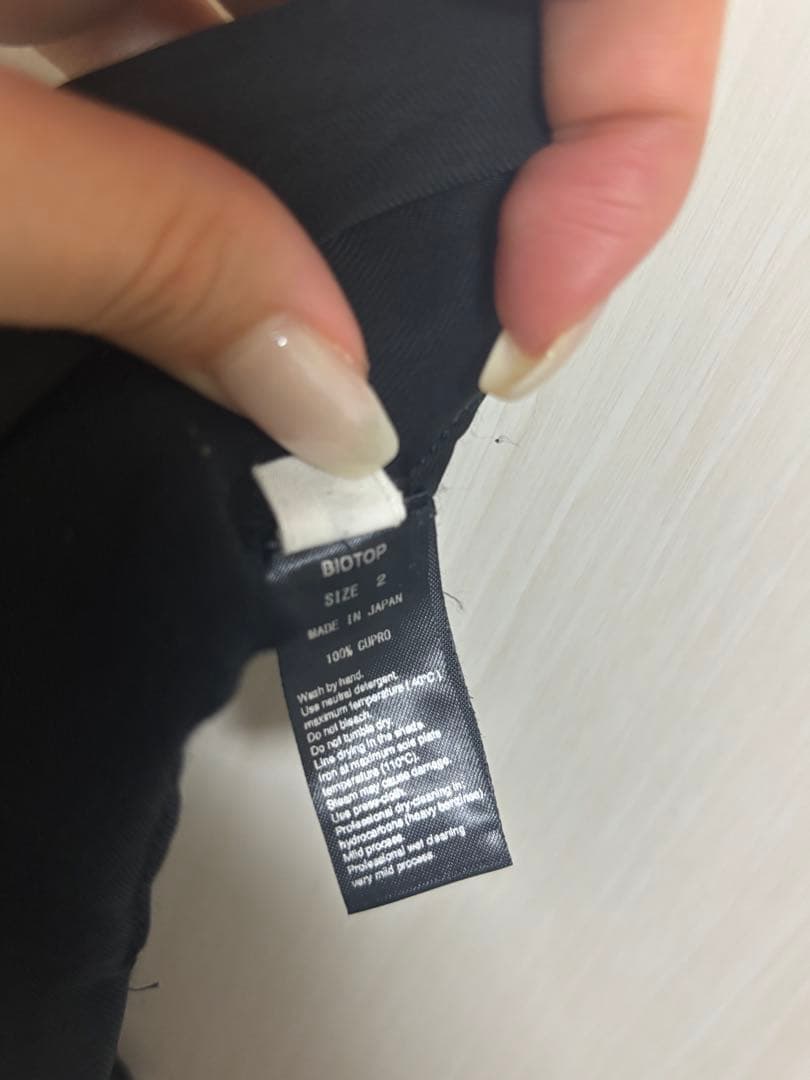 BIOTOP
SIZE 2
MADE IN JAPAN
100% CUPRO
Wash by hand.
Use neutral detergent.
maximum temperature ( 40°C ).
Do not bleach.
Do not tumble dry.
Line drying in the shade.
Iron at maximum sole plate
temperature (110°C).
Steam may cause damage.
Use press-cloth.
Professional dry-cleaning in:
hydrocarbons (heavy benzines).
Mild process.
Professional wet cleaning
very mild process.